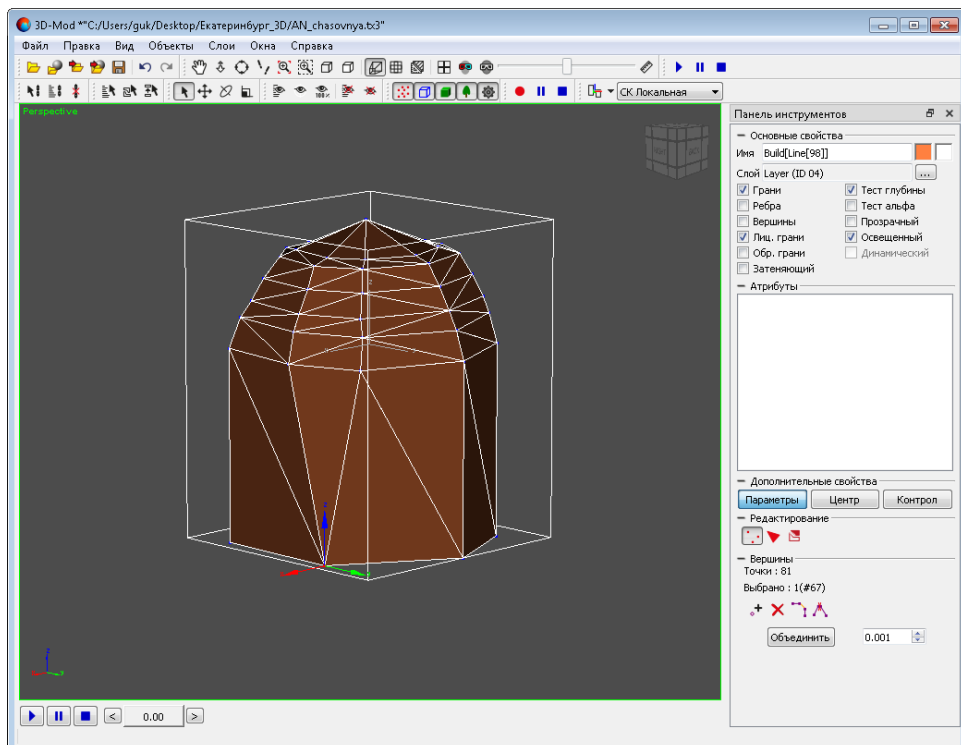 3D-Mod *"C:/Users/guk/Desktop/Екатеринбург_3D/AN_chasovnya.tx3"
Файл Правка Вид Объекты Слои Окна Справка
100%
СК Локальная
Perspective
Панель инструментов
Основные свойства
Имя Build[Line[98]]
Слой Layer (ID 04) ...
Грани Тест глубины
Ребра Тест альфа
Вершины Прозрачный
Лиц. грани Освещенный
Обр. грани Динамический
Затеняющий
Атрибуты
Дополнительные свойства
Параметры Центр Контрол
Редактирование
Вершины
Точки : 81
Выбрано : 1(#67)
Объединить 0.001
z
z
y
< 0.00 >